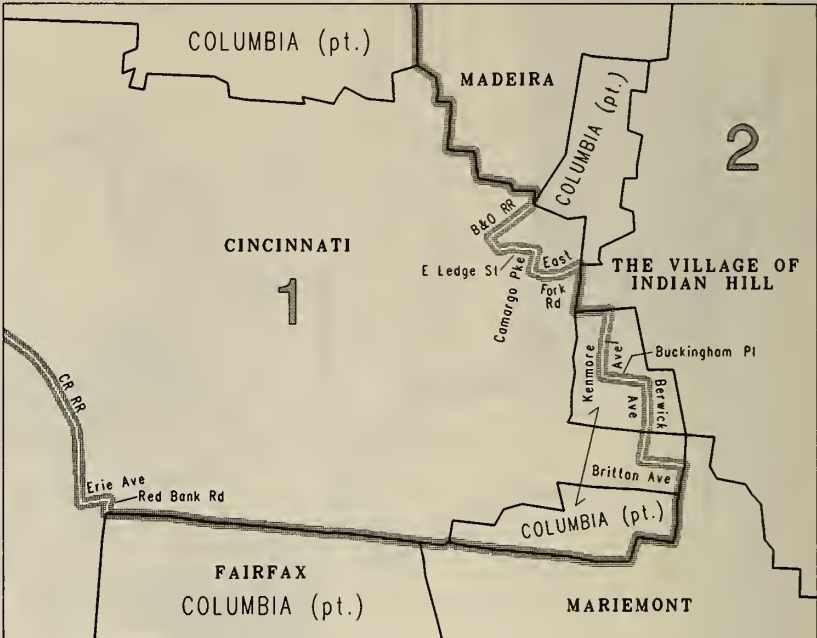 COLUMBIA (pt.)
MADEIRA
COLUMBIA (pt.)
2
B&O RR
CINCINNATI
E Ledge St
East
Fork
Rd
Camargo Pke
THE VILLAGE OF
INDIAN HILL
1
Kenmore
Ave
Buckingham Pl
Berwick
Ave
CR RR
Erie Ave
Red Bank Rd
Britton Ave
COLUMBIA (pt.)
FAIRFAX
COLUMBIA (pt.)
MARIEMONT